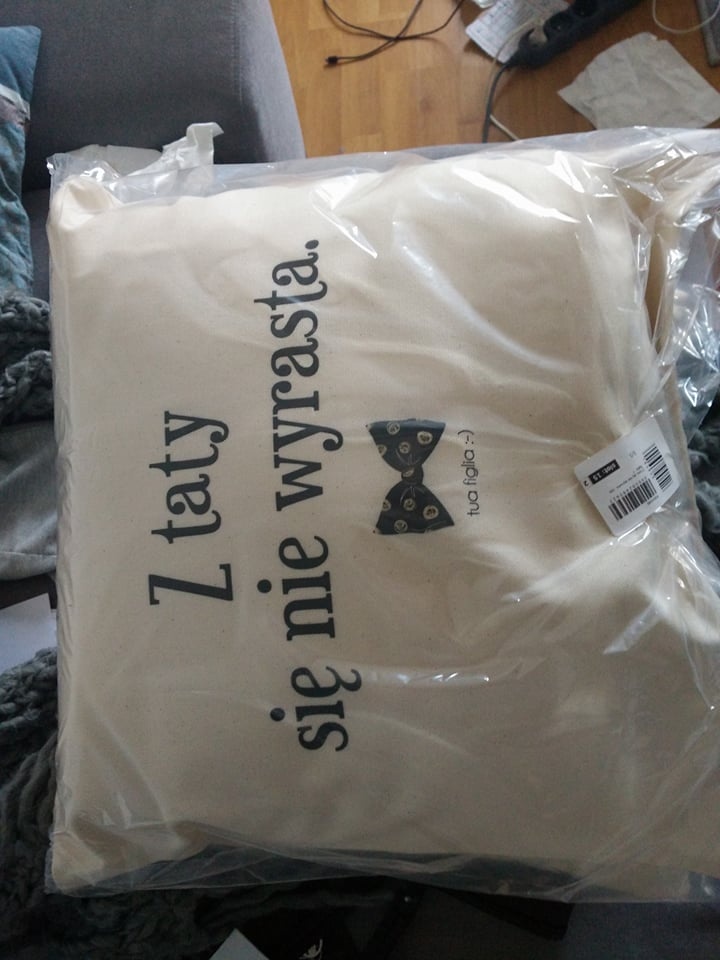 Z taty
się nie wyrasta.
tua figlia :-)